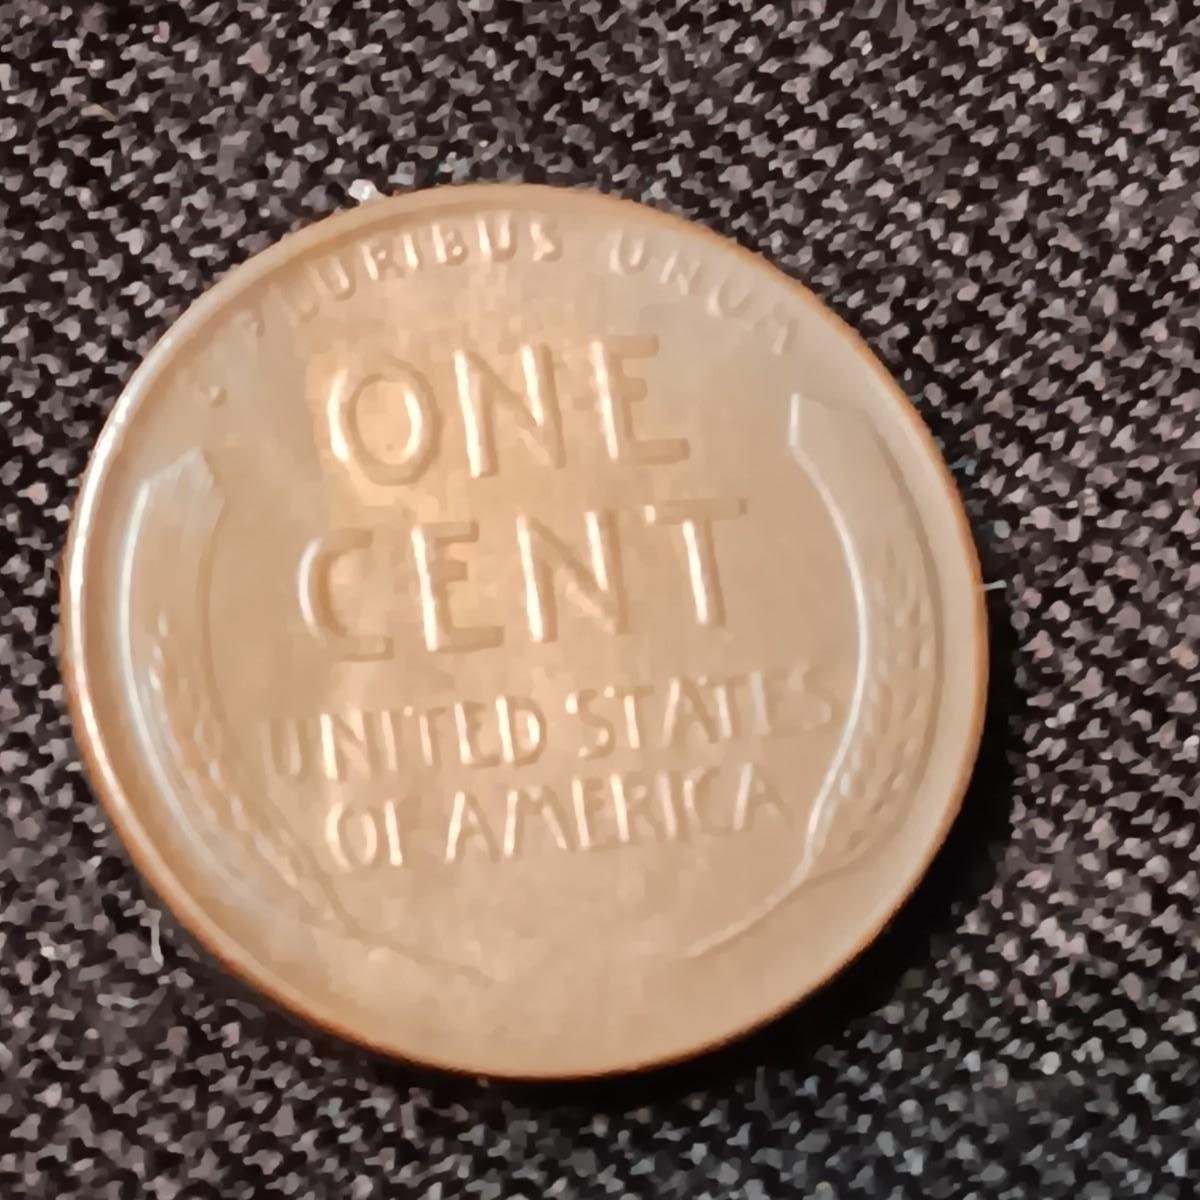 PLURIBUS UNUM
ONE
CENT
UNITED STATES
OF AMERICA